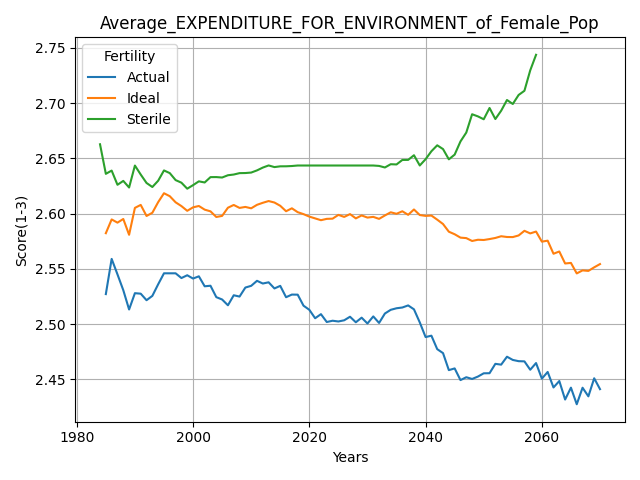 Average_EXPENDITURE_FOR_ENVIRONMENT_of_Female_Pop
Fertility
Actual
Ideal
Sterile
Score(1-3)
2.75
2.70
2.65
2.60
2.55
2.50
2.45
1980 2000 2020 2040 2060
Years